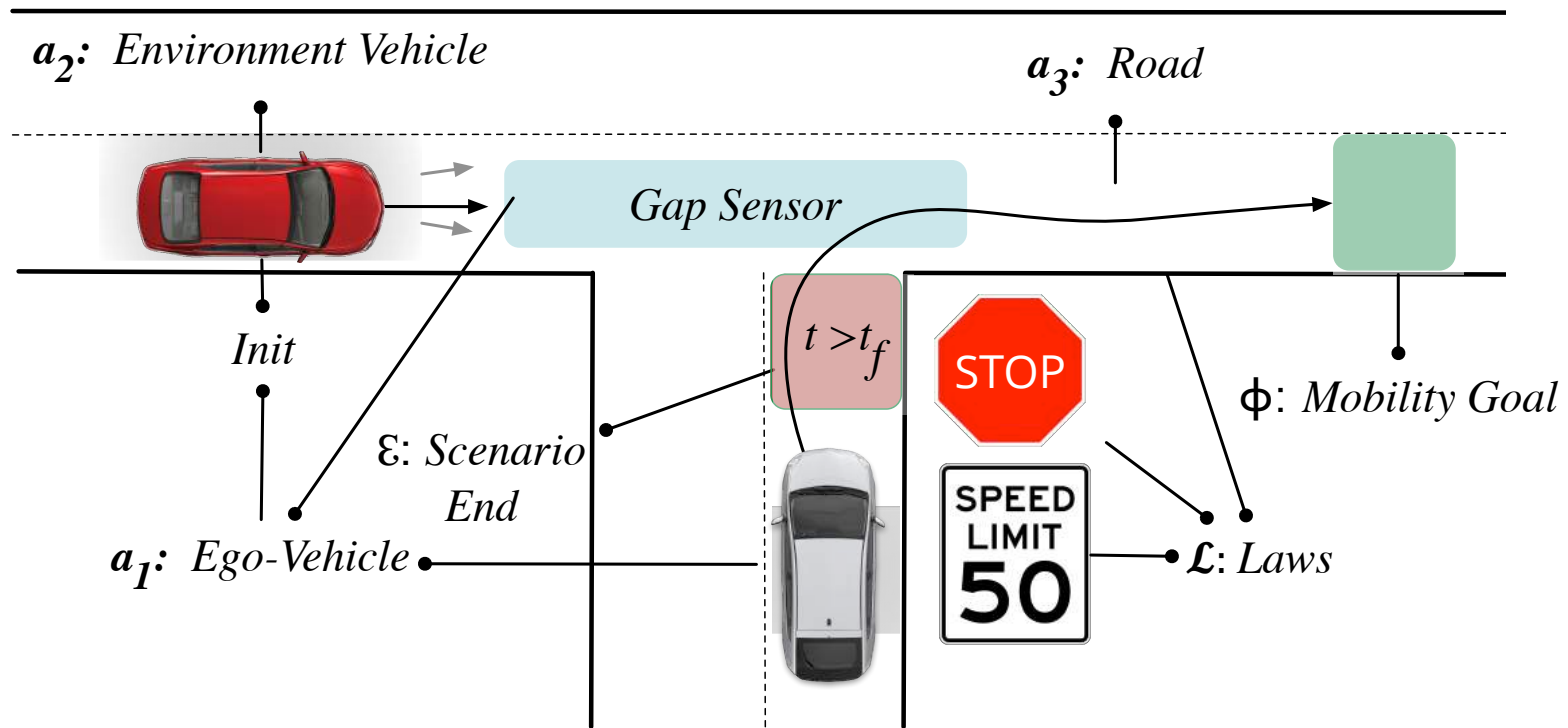 a₂: Environment Vehicle
a₃: Road
Gap Sensor
Init
t >t_f
STOP
ϕ: Mobility Goal
Ɛ: Scenario
End
SPEED
LIMIT
50
a₁: Ego-Vehicle
ℒ: Laws